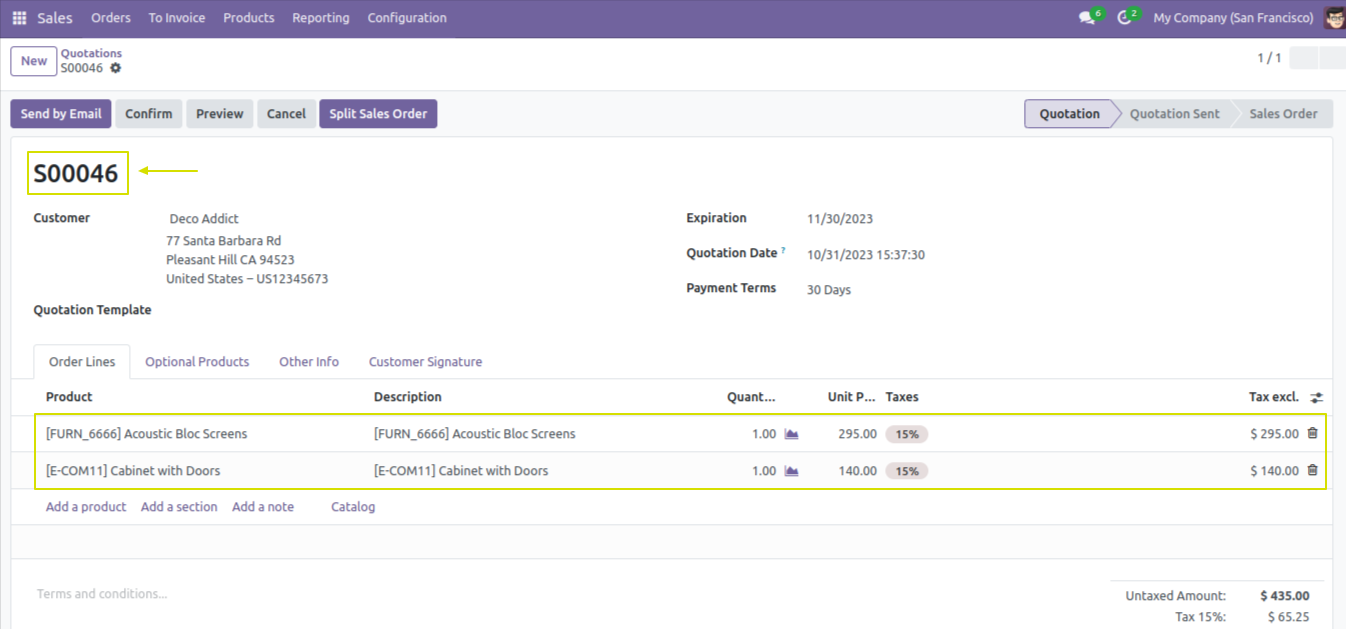 Sales Orders To Invoice Products Reporting Configuration 6 2 My Company (San Francisco)
New Quotations 1 / 1
S00046
Send by Email Confirm Preview Cancel Split Sales Order Quotation Quotation Sent Sales Order
S00046
Customer Deco Addict Expiration 11/30/2023
77 Santa Barbara Rd
Pleasant Hill CA 94523 Quotation Date ? 10/31/2023 15:37:30
United States – US12345673
Payment Terms 30 Days
Quotation Template
Order Lines Optional Products Other Info Customer Signature
Product Description Quant... Unit P... Taxes Tax excl.
[FURN_6666] Acoustic Bloc Screens [FURN_6666] Acoustic Bloc Screens 1.00 295.00 15% $ 295.00
[E-COM11] Cabinet with Doors [E-COM11] Cabinet with Doors 1.00 140.00 15% $ 140.00
Add a product Add a section Add a note Catalog
Terms and conditions... Untaxed Amount: $ 435.00
Tax 15%: $ 65.25